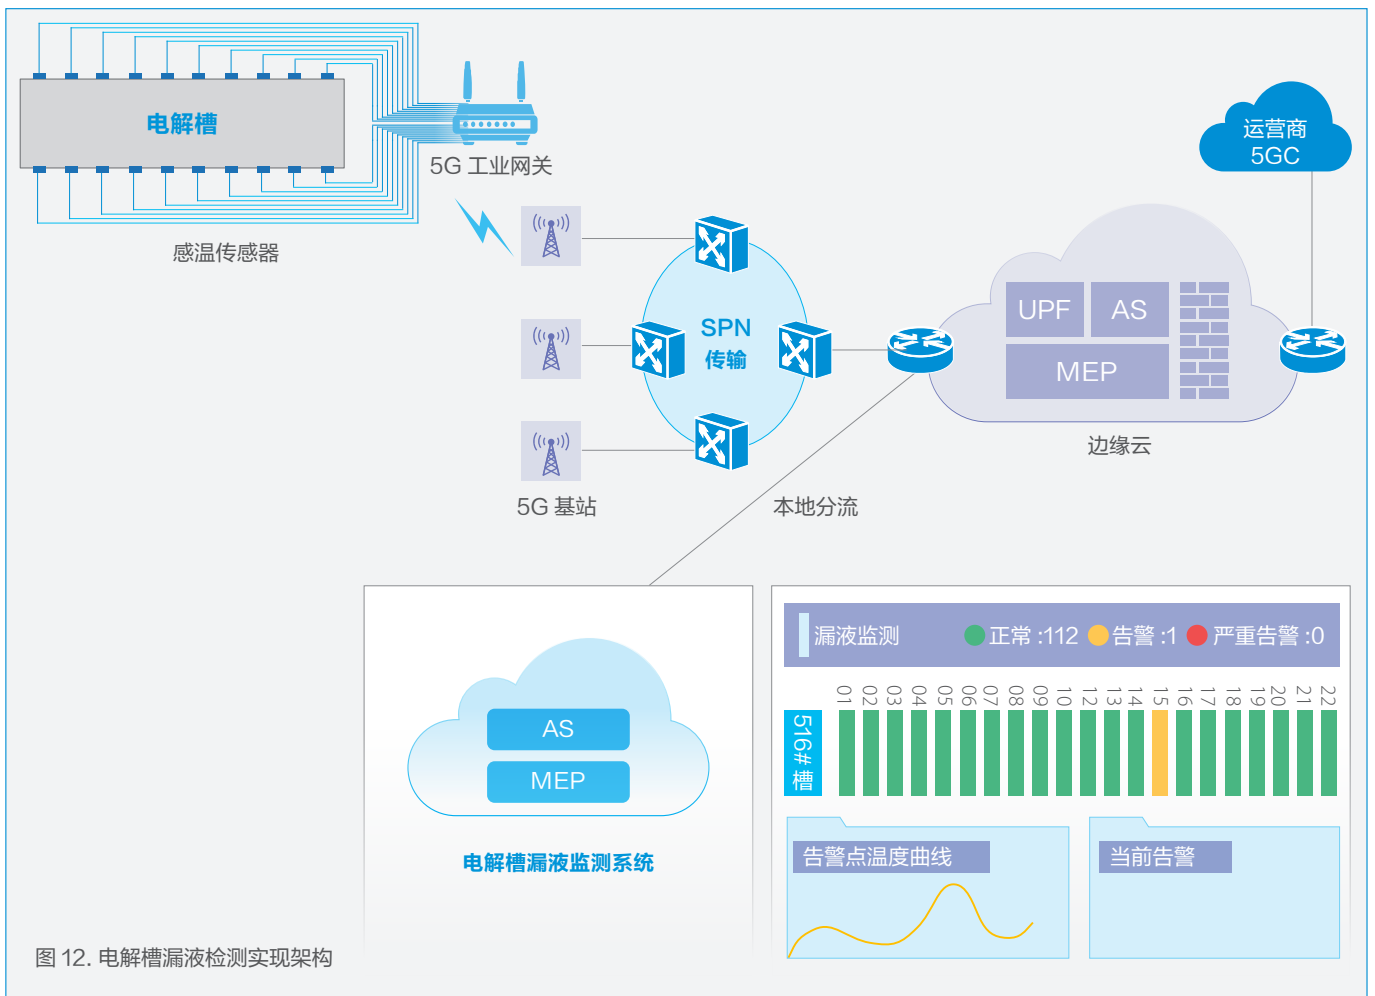 电解槽
5G 工业网关
感温传感器
运营商
5GC
SPN
传输
UPF
AS
MEP
边缘云
5G 基站
本地分流
AS
MEP
电解槽漏液监测系统
漏液监测
正常 :112
告警 :1
严重告警 :0
01 02 03 04 05 06 07 08 09 10 12 13 14 15 16 17 18 19 20 21 22
516# 槽
告警点温度曲线
当前告警
图 12. 电解槽漏液检测实现架构